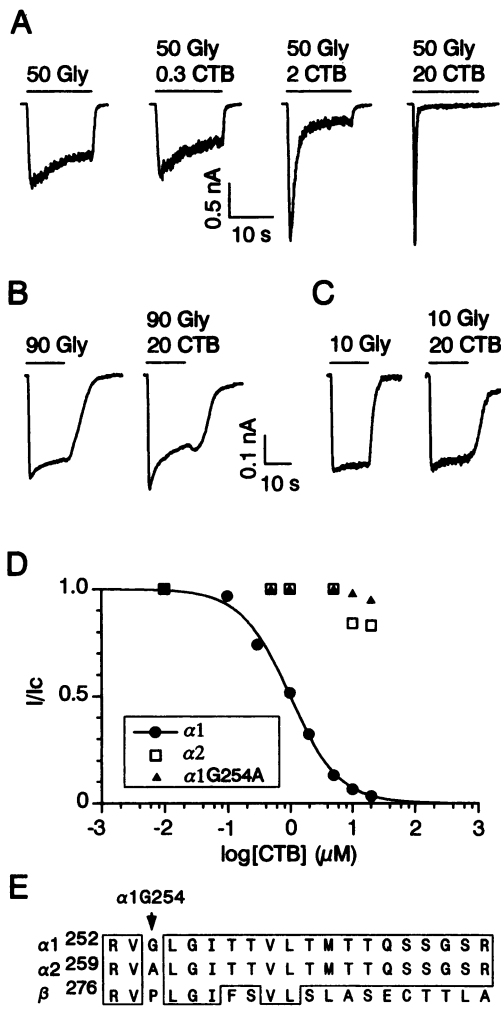 A
50 Gly
50 Gly
0.3 CTB
50 Gly
2 CTB
50 Gly
20 CTB
0.5 nA
10 s
B
90 Gly
90 Gly
20 CTB
0.1 nA
10 s
C
10 Gly
10 Gly
20 CTB
D
I/Ic
1.0
0.5
0
α1
α2
α1G254A
-3 -2 -1 0 1 2 3
log[CTB] (μM)
E
α1G254
α1 252 R V G L G I T T V L T M T T Q S S G S R
α2 259 R V A L G I T T V L T M T T Q S S G S R
β 276 R V P L G I F S V L S L A S E C T T L A